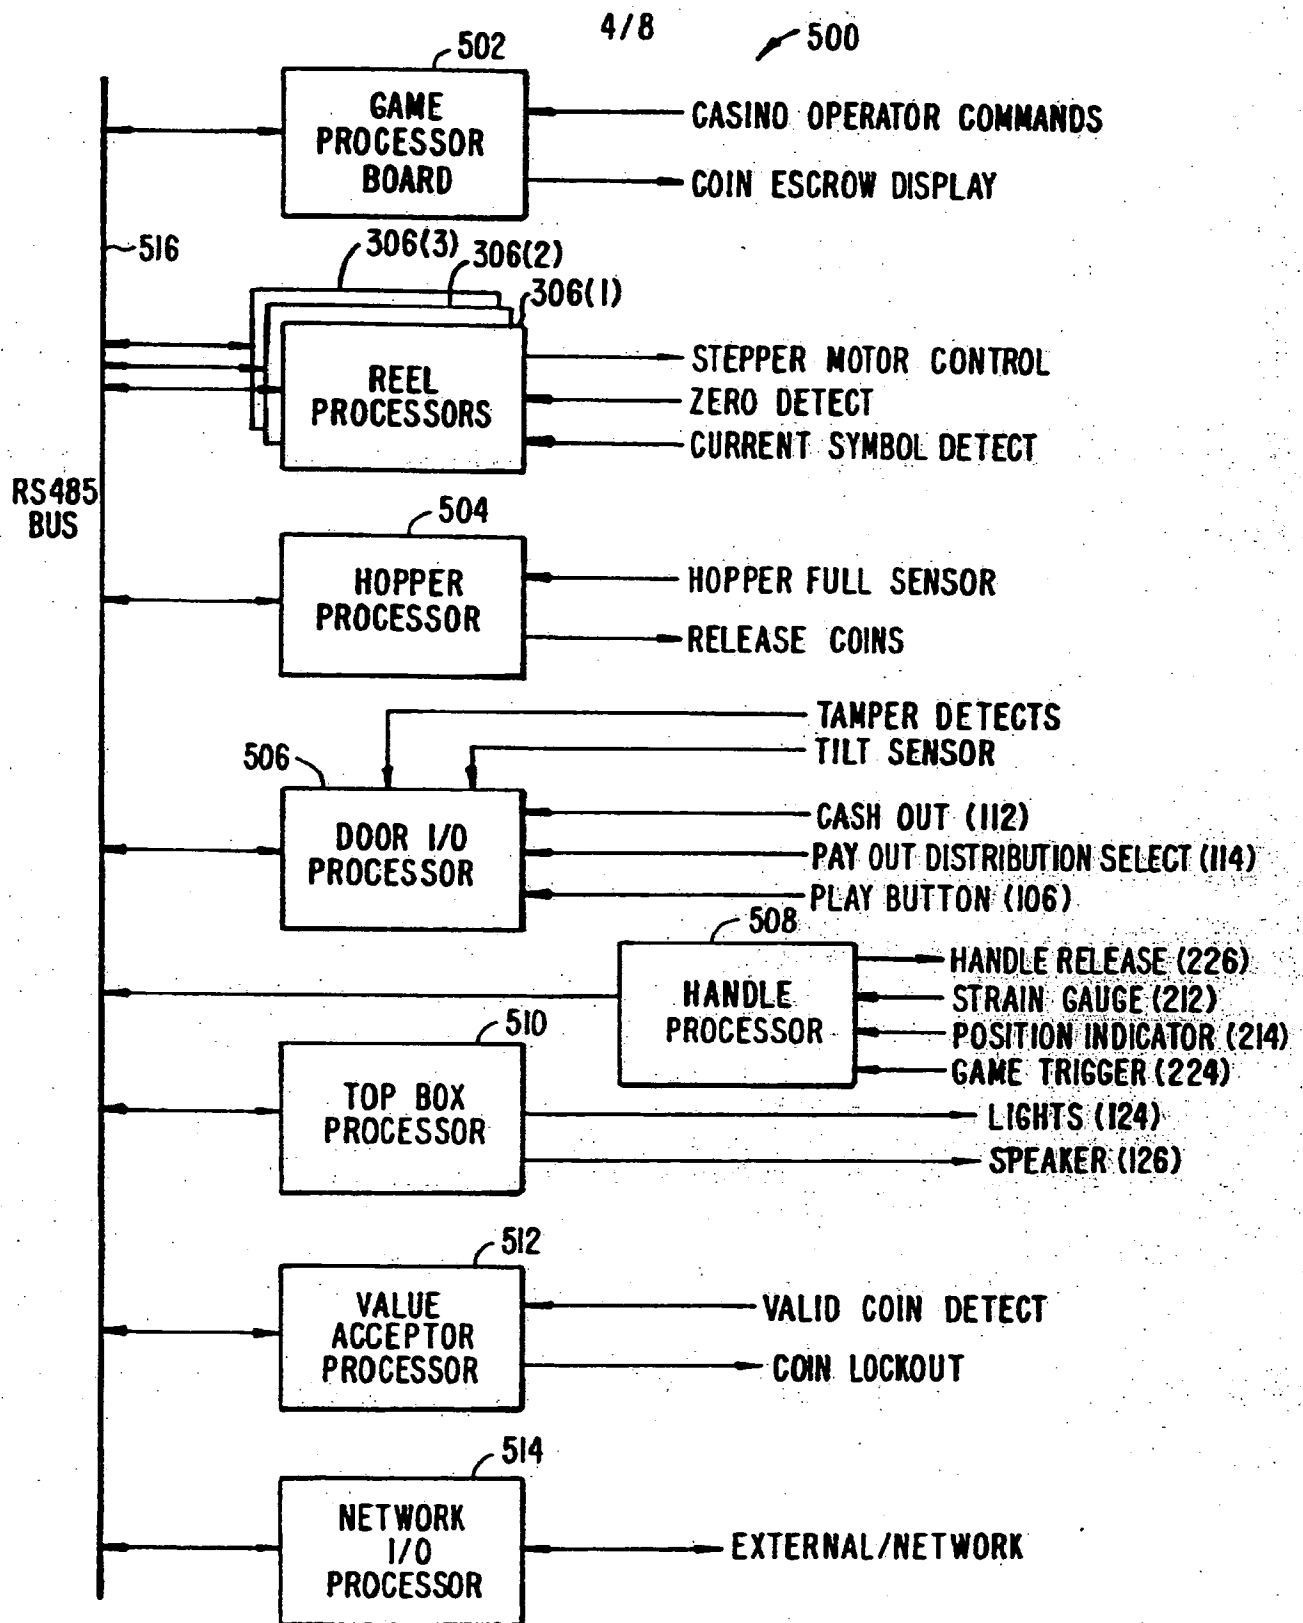 4/8
500
502
GAME
PROCESSOR
BOARD
CASINO OPERATOR COMMANDS
COIN ESCROW DISPLAY
516
306(3)
306(2)
306(1)
REEL
PROCESSORS
STEPPER MOTOR CONTROL
ZERO DETECT
CURRENT SYMBOL DETECT
RS485
BUS
504
HOPPER
PROCESSOR
HOPPER FULL SENSOR
RELEASE COINS
TAMPER DETECTS
TILT SENSOR
506
DOOR I/O
PROCESSOR
CASH OUT (112)
PAY OUT DISTRIBUTION SELECT (114)
PLAY BUTTON (106)
508
HANDLE
PROCESSOR
HANDLE RELEASE (226)
STRAIN GAUGE (212)
POSITION INDICATOR (214)
GAME TRIGGER (224)
510
TOP BOX
PROCESSOR
LIGHTS (124)
SPEAKER (126)
512
VALUE
ACCEPTOR
PROCESSOR
VALID COIN DETECT
COIN LOCKOUT
514
NETWORK
I/O
PROCESSOR
EXTERNAL/NETWORK